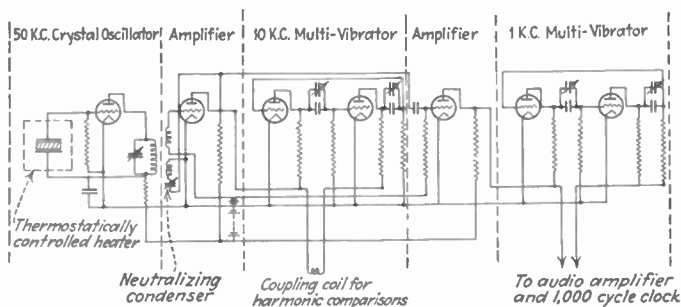 50 K.C. Crystal Oscillator
Amplifier
10 K.C. Multi-Vibrator
Amplifier
1 K.C. Multi-Vibrator
Thermostatically
controlled heater
Neutralizing
condenser
Coupling coil for
harmonic comparisons
To audio amplifier
and 1,000 cycle clock